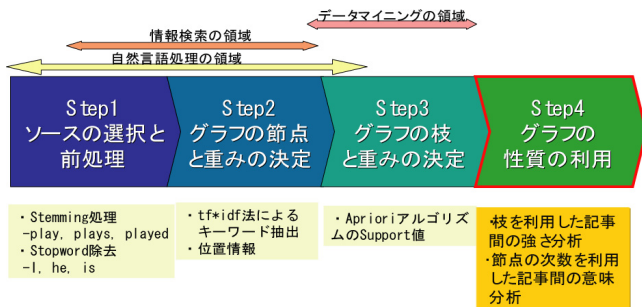 データマイニングの領域
情報検索の領域
自然言語処理の領域
Step1
ソースの選択と
前処理
Step2
グラフの節点
と重みの決定
Step3
グラフの枝
と重みの決定
Step4
グラフの
性質の利用
・Stemming処理
-play, plays, played
・Stopword除去
-I, he, is
・tf*idf法による
キーワード抽出
・位置情報
・Aprioriアルゴリズ
ムのSupport値
・枝を利用した記事
間の強さ分析
・節点の次数を利用
した記事間の意味
分析